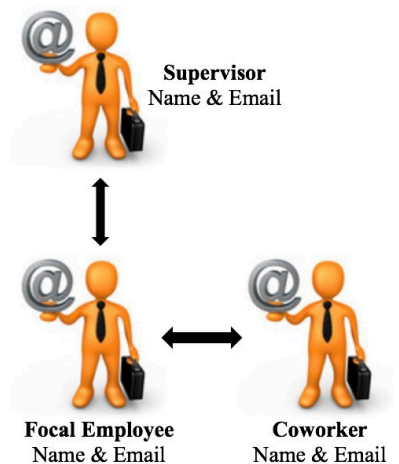 @
Supervisor
Name & Email
@
@
Focal Employee
Name & Email
Coworker
Name & Email